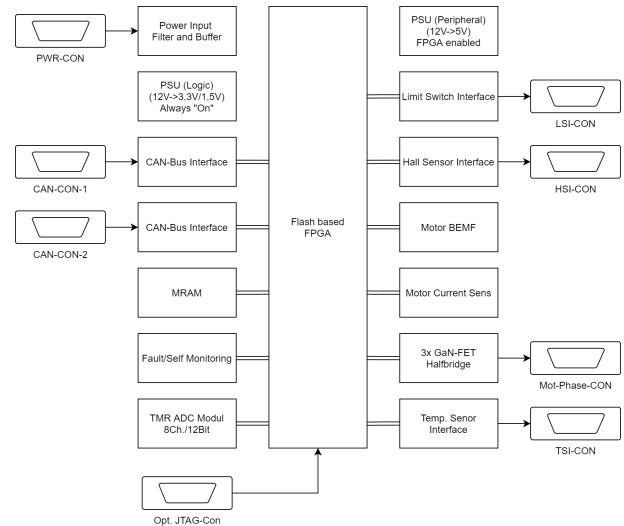 Power Input
Filter and Buffer
PWR-CON
PSU (Logic)
(12V->3,3V/1,5V)
Always "On"
CAN-Bus Interface
CAN-CON-1
CAN-Bus Interface
CAN-CON-2
MRAM
Fault/Self Monitoring
TMR ADC Modul
8Ch./12Bit
Opt. JTAG-Con
Flash based
FPGA
PSU (Peripheral)
(12V->5V)
FPGA enabled
Limit Switch Interface
LSI-CON
Hall Sensor Interface
HSI-CON
Motor BEMF
Motor Current Sens
3x GaN-FET
Halfbridge
Mot-Phase-CON
Temp. Senor
Interface
TSI-CON